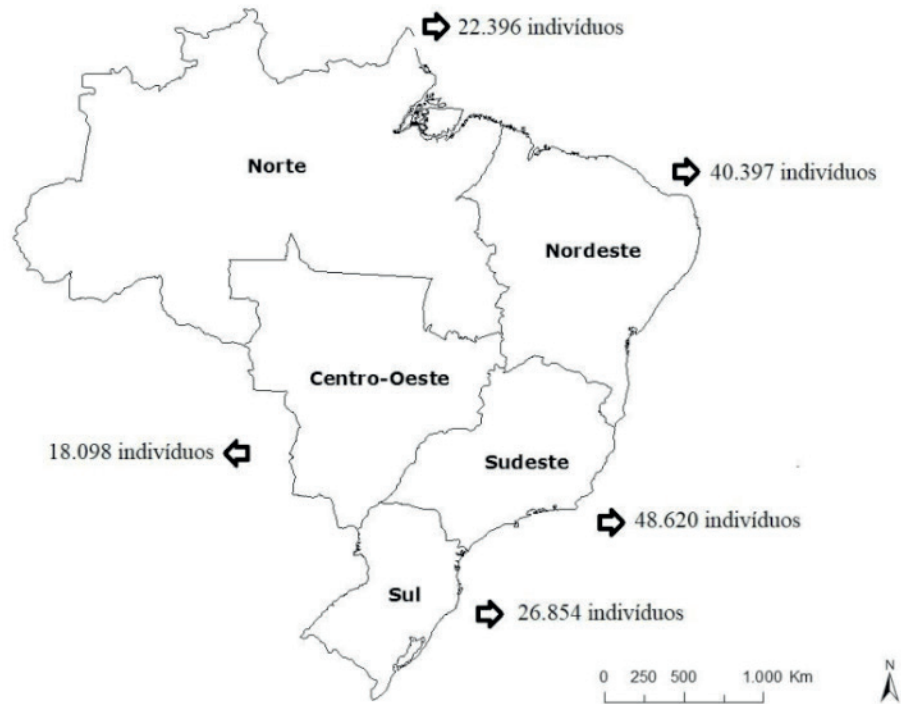 22.396 indivíduos
Norte
40.397 indivíduos
Nordeste
Centro-Oeste
18.098 indivíduos
Sudeste
48.620 indivíduos
Sul
26.854 indivíduos
0 250 500 1.000 Km
N